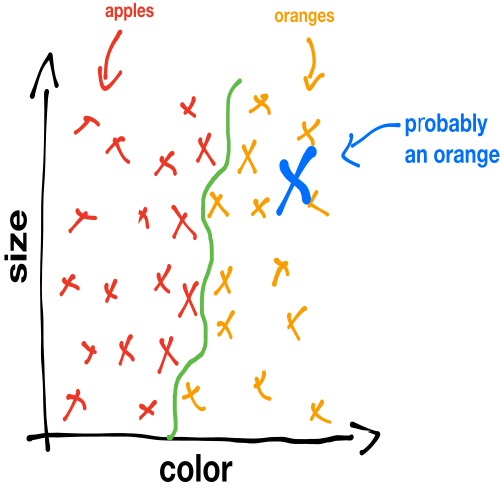 apples
oranges
probably
an orange
size
color